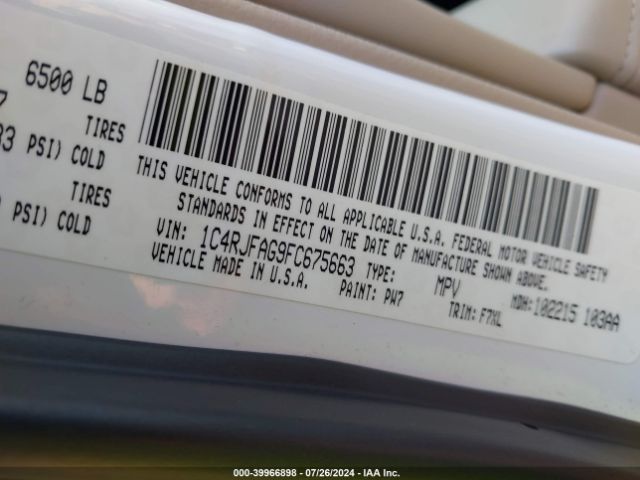 6500 LB
7
TIRES
33 PSI) COLD
TIRES
PSI) COLD
THIS VEHICLE CONFORMS TO ALL APPLICABLE U.S.A. FEDERAL MOTOR VEHICLE SAFETY
STANDARDS IN EFFECT ON THE DATE OF MANUFACTURE SHOWN ABOVE.
VIN: 1C4RJFAG9FC675663 TYPE: MPV MDH: 102215 103AA
VEHICLE MADE IN U.S.A. PAINT: PW7 TRIM: F7XL
000-39966898 - 07/26/2024 - IAA Inc.